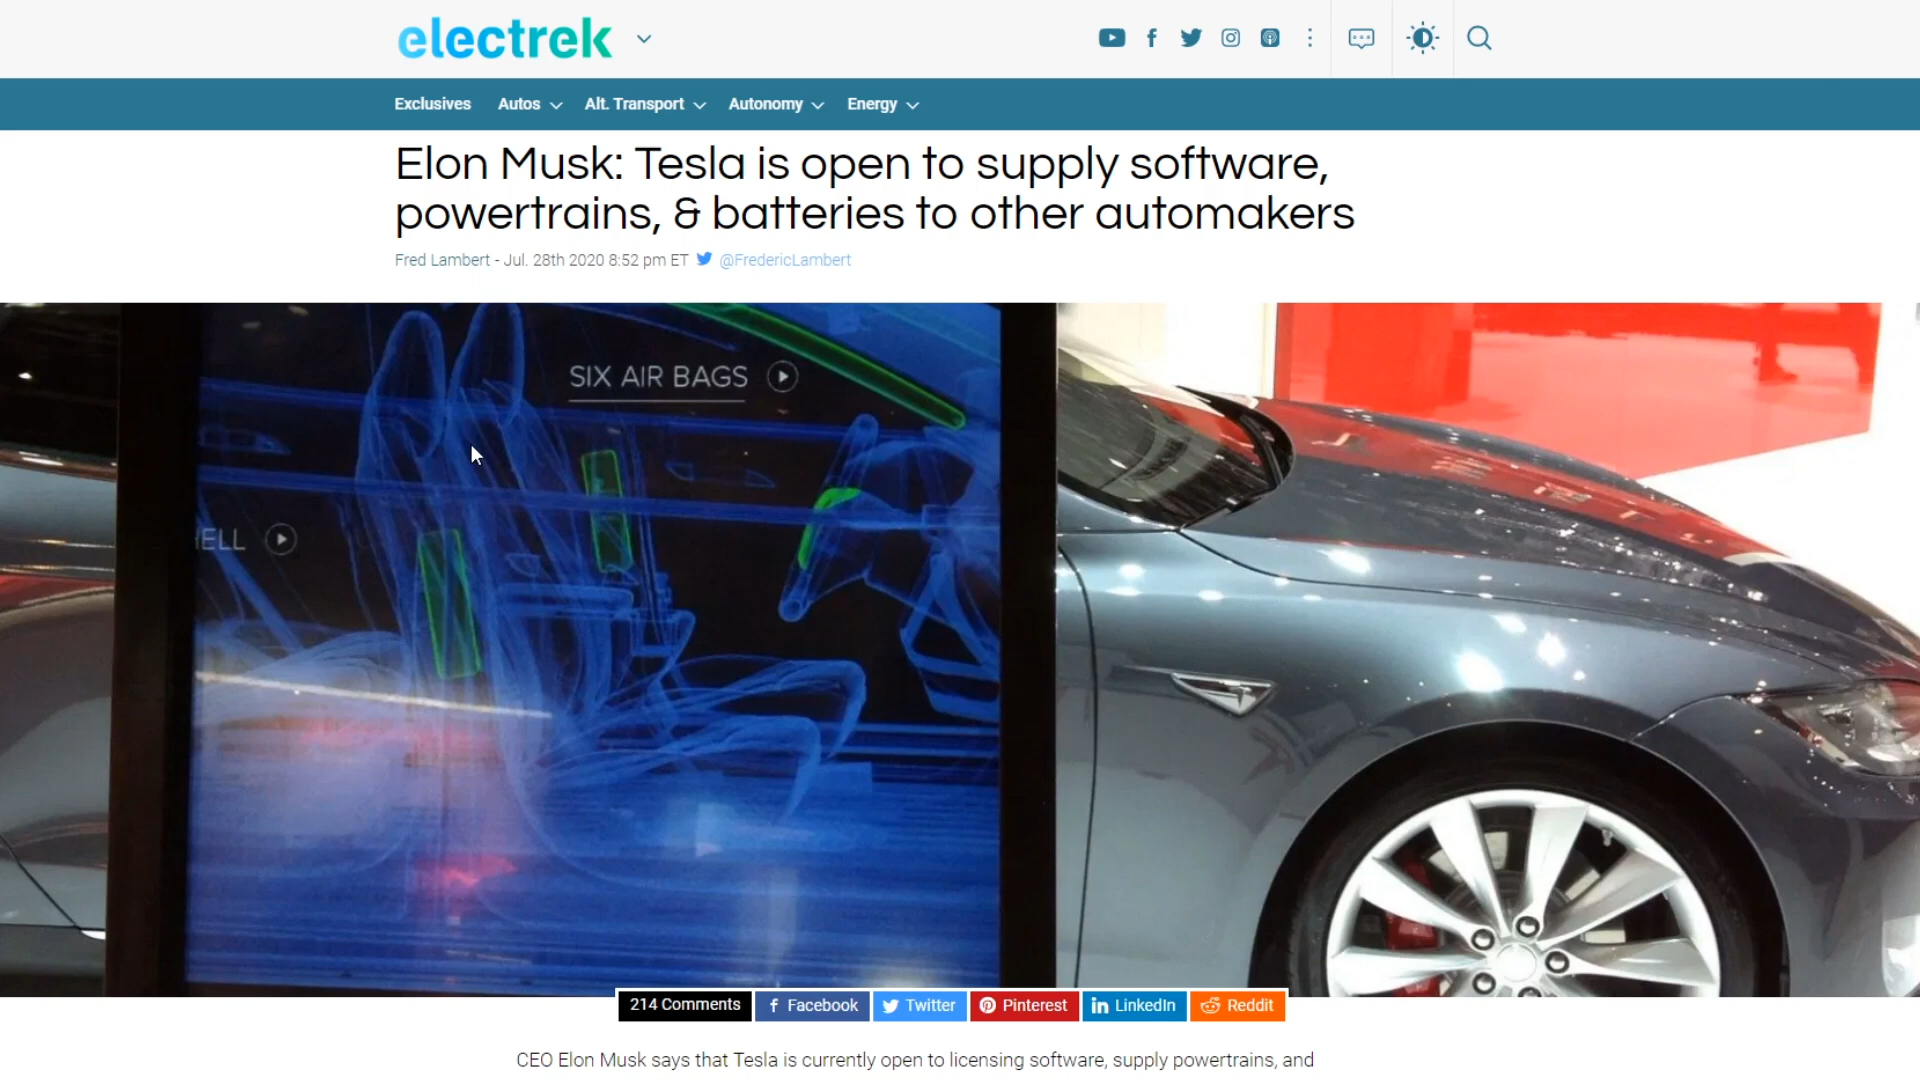 electrek
Exclusives Autos Alt. Transport Autonomy Energy
Elon Musk: Tesla is open to supply software,
powertrains, & batteries to other automakers
Fred Lambert - Jul. 28th 2020 8:52 pm ET @FredericLambert
SIX AIR BAGS
214 Comments Facebook Twitter Pinterest LinkedIn Reddit
CEO Elon Musk says that Tesla is currently open to licensing software, supply powertrains, and